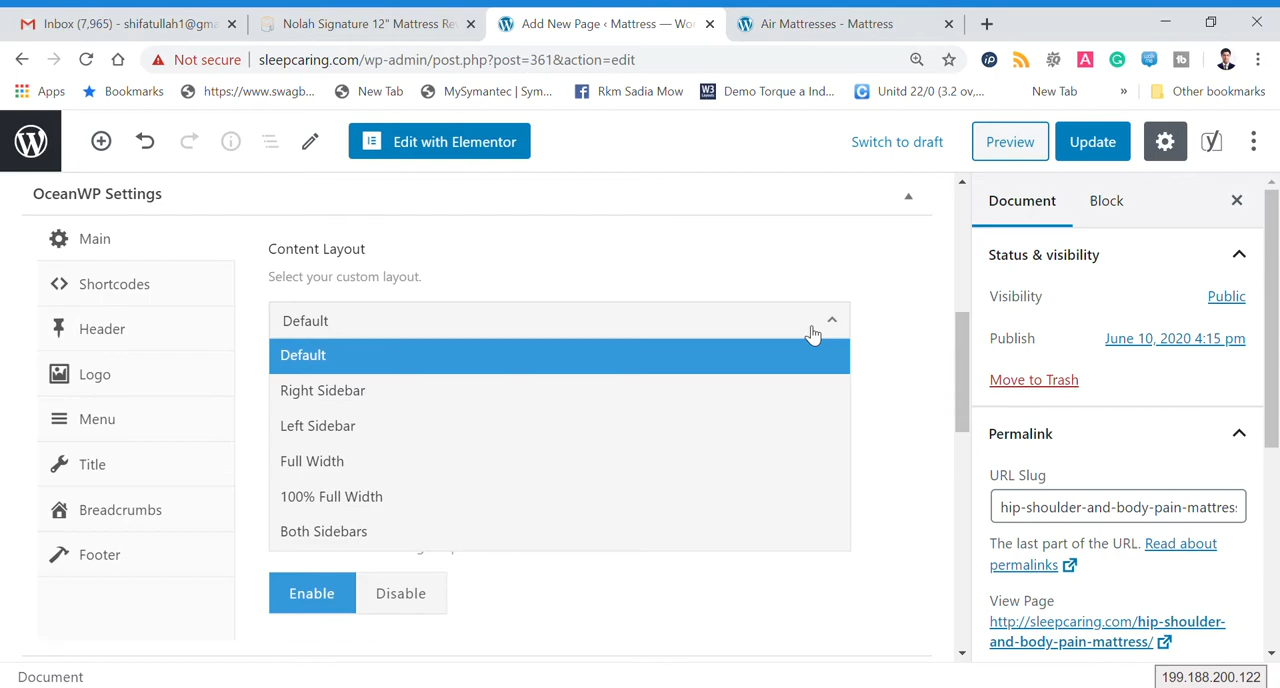 Inbox (7,965) - shifatullah1@gma
Nolah Signature 12" Mattress Re
Add New Page ‹ Mattress — Wo
Air Mattresses - Mattress
Not secure
sleepcaring.com/wp-admin/post.php?post=361&action=edit
Apps
Bookmarks
https://www.swagb...
New Tab
MySymantec | Sym...
Rkm Sadia Mow
Demo Torque a Ind...
Unitd 22/0 (3.2 ov,...
New Tab
»
Other bookmarks
Edit with Elementor
Switch to draft
Preview
Update
OceanWP Settings
Main
Shortcodes
Header
Logo
Menu
Title
Breadcrumbs
Footer
Content Layout
Select your custom layout.
Default
Default
Right Sidebar
Left Sidebar
Full Width
100% Full Width
Both Sidebars
Enable
Disable
Document
Block
Status & visibility
Visibility
Public
Publish
June 10, 2020 4:15 pm
Move to Trash
Permalink
URL Slug
hip-shoulder-and-body-pain-mattres
The last part of the URL. Read about
permalinks
View Page
http://sleepcaring.com/hip-shoulder-
and-body-pain-mattress/
Document
199.188.200.122